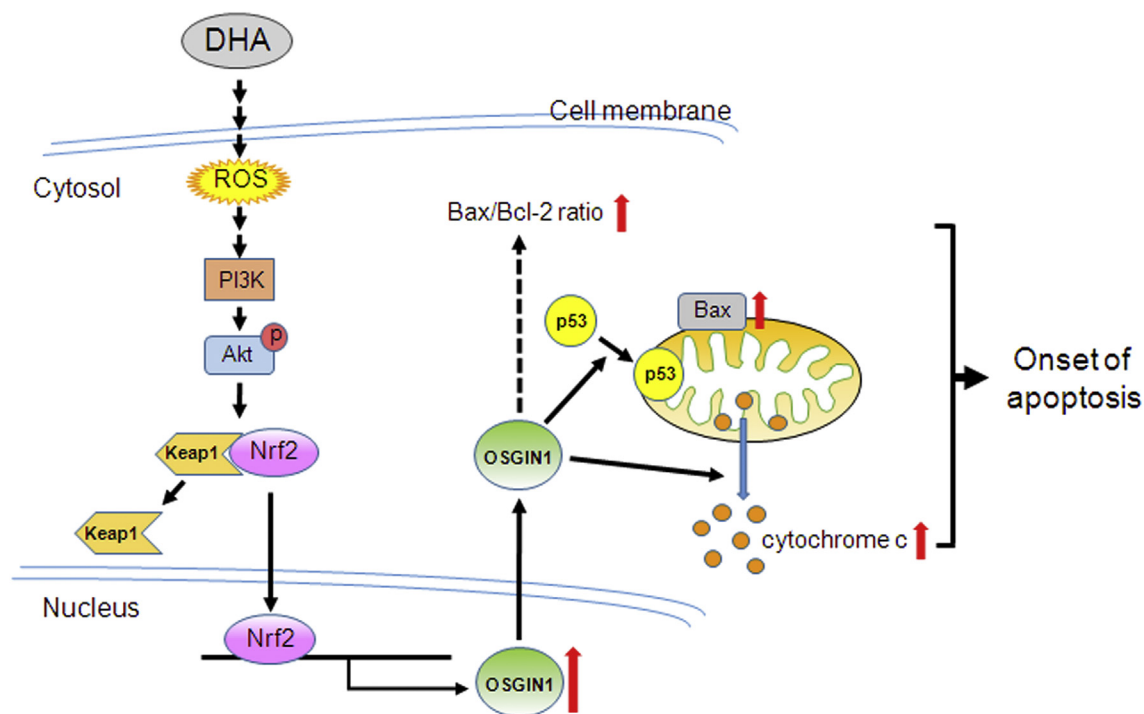 DHA
Cell membrane
Cytosol
ROS
Bax/Bcl-2 ratio
PI3K
Bax
p53
Akt
p
p53
Onset of
apoptosis
Keap1
Nrf2
OSGIN1
Keap1
cytochrome c
Nucleus
Nrf2
OSGIN1